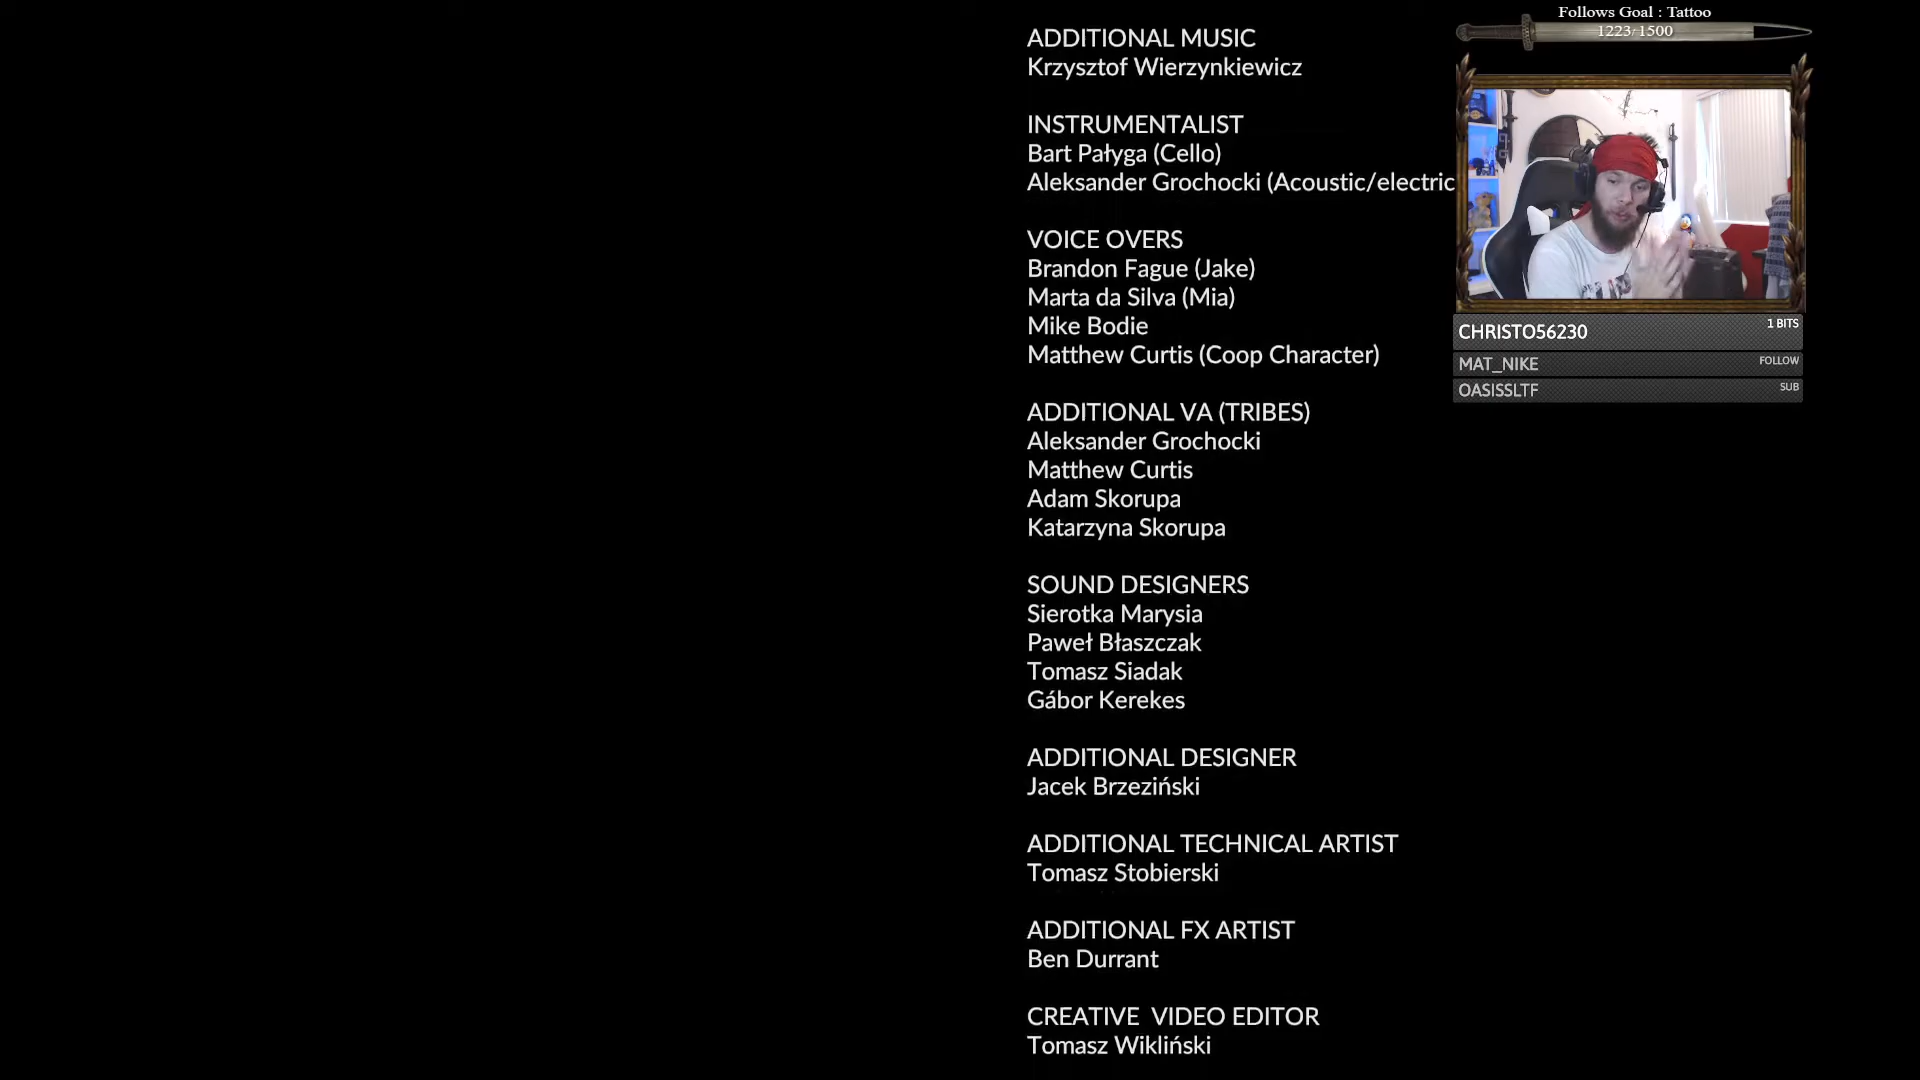 ADDITIONAL MUSIC
Krzysztof Wierzynkiewicz
INSTRUMENTALIST
Bart Pałyga (Cello)
Aleksander Grochocki (Acoustic/electric
VOICE OVERS
Brandon Fague (Jake)
Marta da Silva (Mia)
Mike Bodie
Matthew Curtis (Coop Character)
ADDITIONAL VA (TRIBES)
Aleksander Grochocki
Matthew Curtis
Adam Skorupa
Katarzyna Skorupa
SOUND DESIGNERS
Sierotka Marysia
Paweł Błaszczak
Tomasz Siadak
Gábor Kerekes
ADDITIONAL DESIGNER
Jacek Brzeziński
ADDITIONAL TECHNICAL ARTIST
Tomasz Stobierski
ADDITIONAL FX ARTIST
Ben Durrant
CREATIVE  VIDEO EDITOR
Tomasz Wikliński
Follows Goal : Tattoo
1223/1500
CHRISTO56230 1 BITS
MAT_NIKE FOLLOW
OASISSLTF SUB